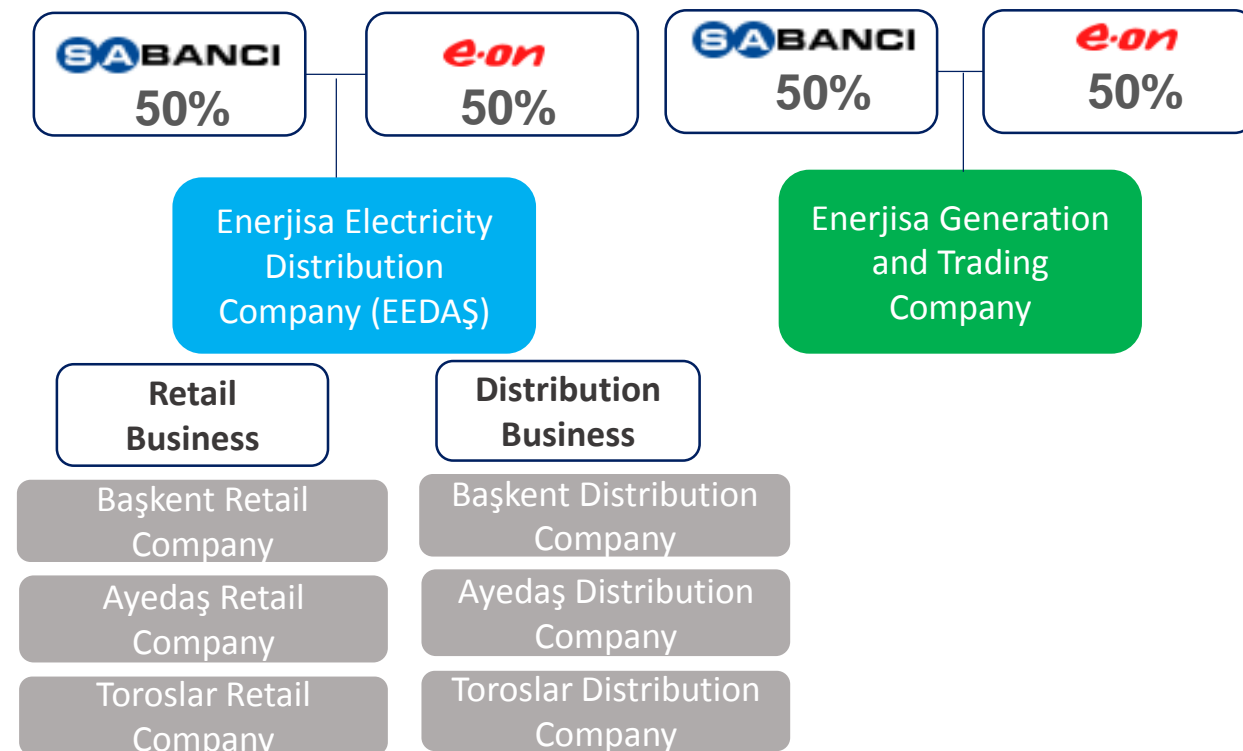 SABANCI
50%
e·on
50%
SABANCI
50%
e·on
50%
Enerjisa Electricity
Distribution
Company (EEDAŞ)
Enerjisa Generation
and Trading
Company
Retail
Business
Distribution
Business
Başkent Retail
Company
Ayedaş Retail
Company
Toroslar Retail
Company
Başkent Distribution
Company
Ayedaş Distribution
Company
Toroslar Distribution
Company